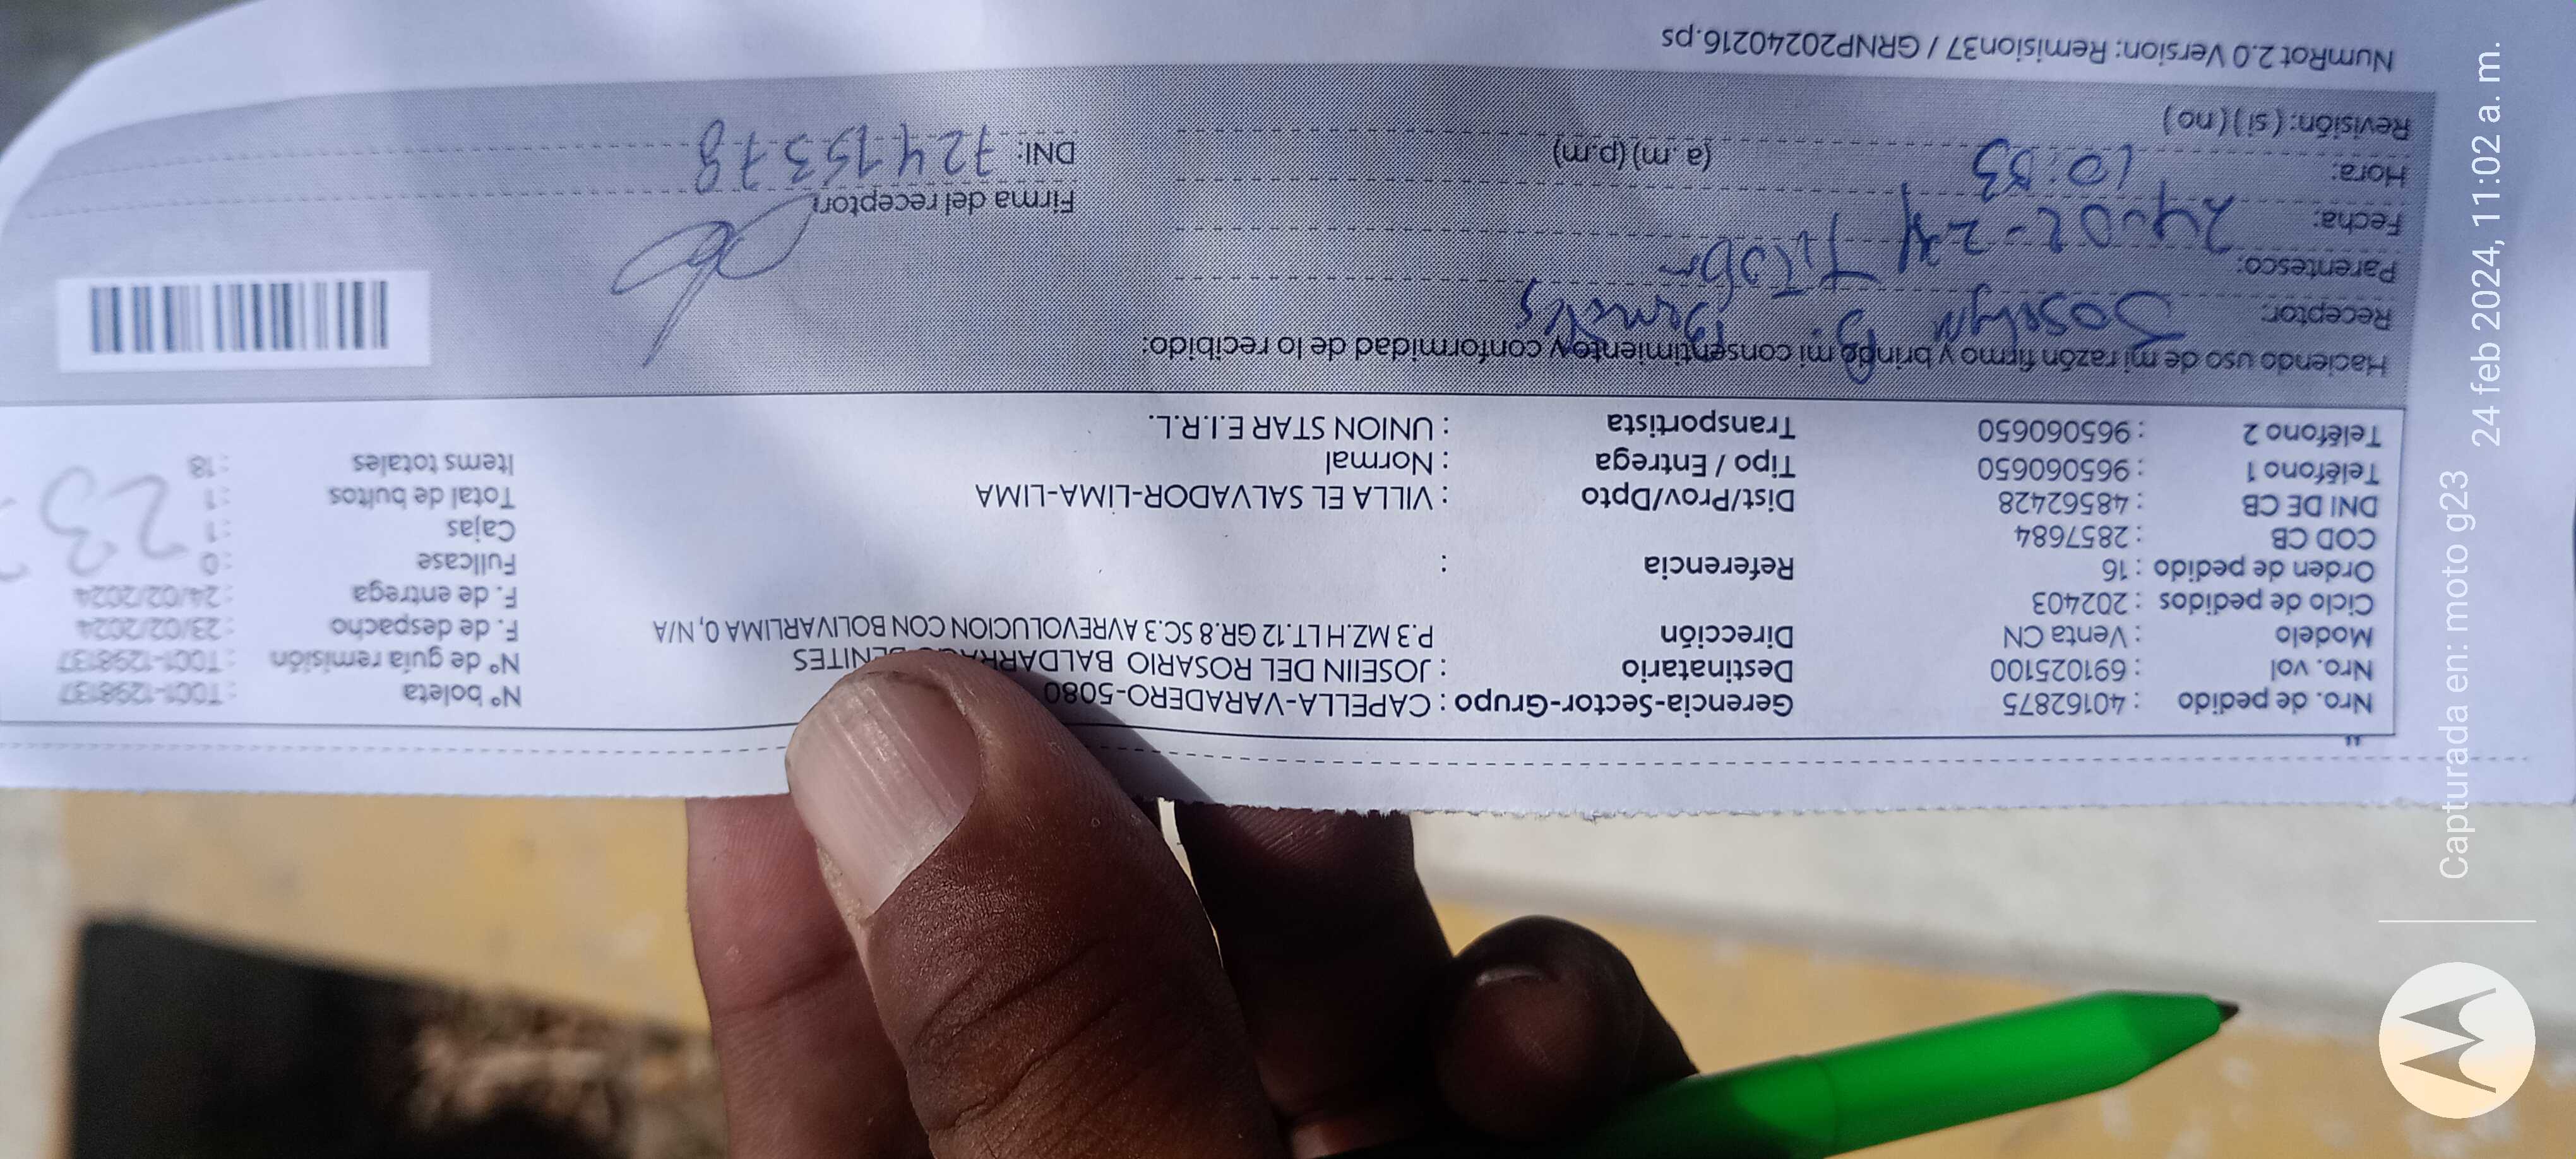 Nro. de pedido : 40162875 Gerencia-Sector-Grupo : CAPELLA-VARADERO-5080 N° boleta : T001-1298137
Nro. vol : 691025100 Destinatario : JOSEIIN DEL ROSARIO BALDARRAGO BENITES N° de guía remisión : T001-1298137
Modelo : Venta CN Dirección P.3 MZ.H LT.12 GR.8 SC.3 AVREVOLUCION CON BOLIVARLIMA 0, N/A F. de despacho : 23/02/2024
Ciclo de pedidos : 202403 F. de entrega : 24/02/2024
Orden de pedido : 16 Referencia : Fullcase : 0
COD CB : 2857684 Cajas : 1
DNI DE CB : 48562428 Dist/Prov/Dpto : VILLA EL SALVADOR-LIMA-LIMA Total de bultos : 1
Teléfono 1 : 965060650 Tipo / Entrega : Normal Items totales : 18
Teléfono 2 : 965060650 Transportista : UNION STAR E.I.R.L.
23
Haciendo uso de mi razón firmo y brindo mi consentimiento y conformidad de lo recibido:
Receptor: Joselyn B.
Parentesco: Titular
Fecha: 24-02-24 Firma del receptor:
Hora: 10:53 (a.m) (p.m) DNI: 72415378
Revisión: (si) (no)
NumRot 2.0 Version: Remision37 / GRNP20240216.ps
Capturada en: moto g23
24 feb 2024, 11:02 a. m.